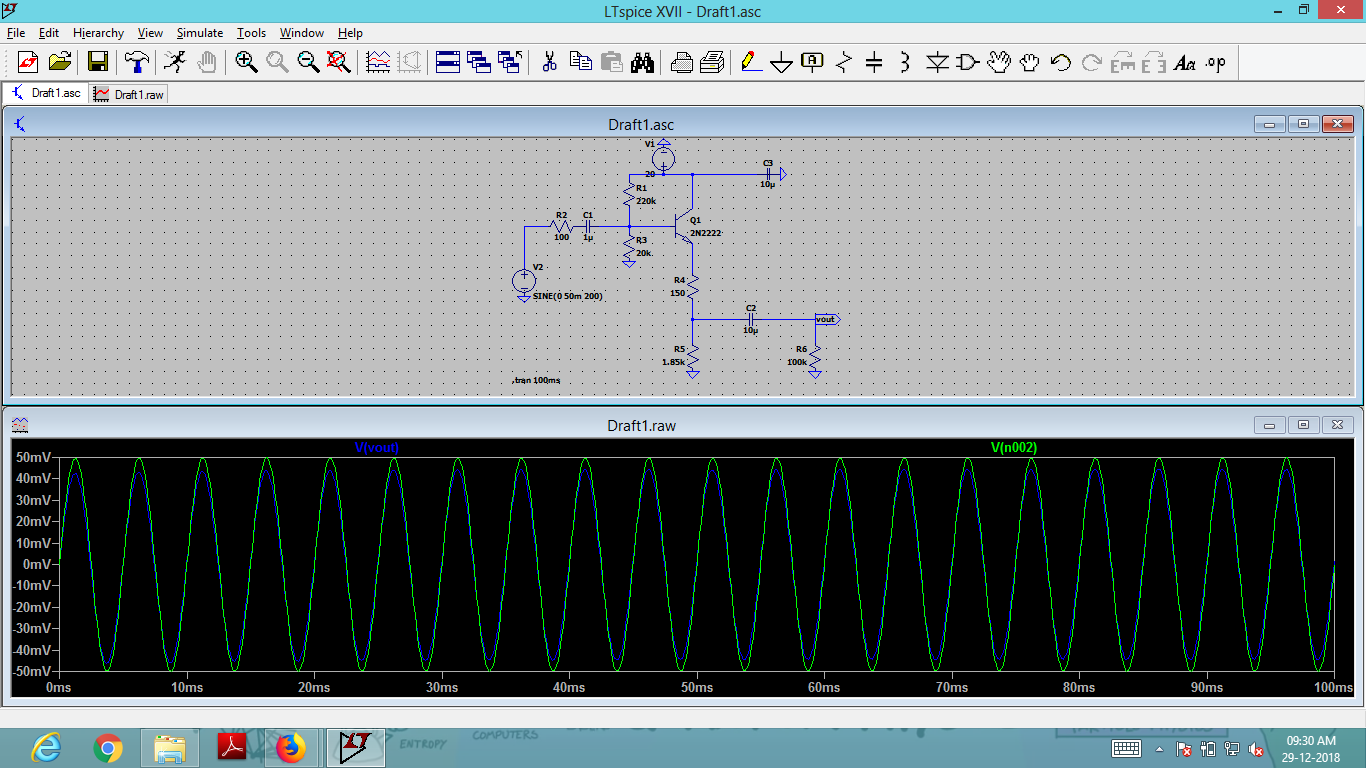 LTspice XVII - Draft1.asc
File Edit Hierarchy View Simulate Tools Window Help
Aa .op
Draft1.asc Draft1.raw
Draft1.asc
V1
20
C3
10µ
R1
220k
R2
100
C1
1µ
Q1
2N2222
R3
20k
V2
SINE(0 50m 200)
R4
150
C2
10µ
vout
R5
1.85k
R6
100k
.tran 100ms
Draft1.raw
V(vout) V(n002)
50mV
40mV
30mV
20mV
10mV
0mV
-10mV
-20mV
-30mV
-40mV
-50mV
0ms 10ms 20ms 30ms 40ms 50ms 60ms 70ms 80ms 90ms 100ms
ENTROPY
COMPUTERS
09:30 AM
29-12-2018